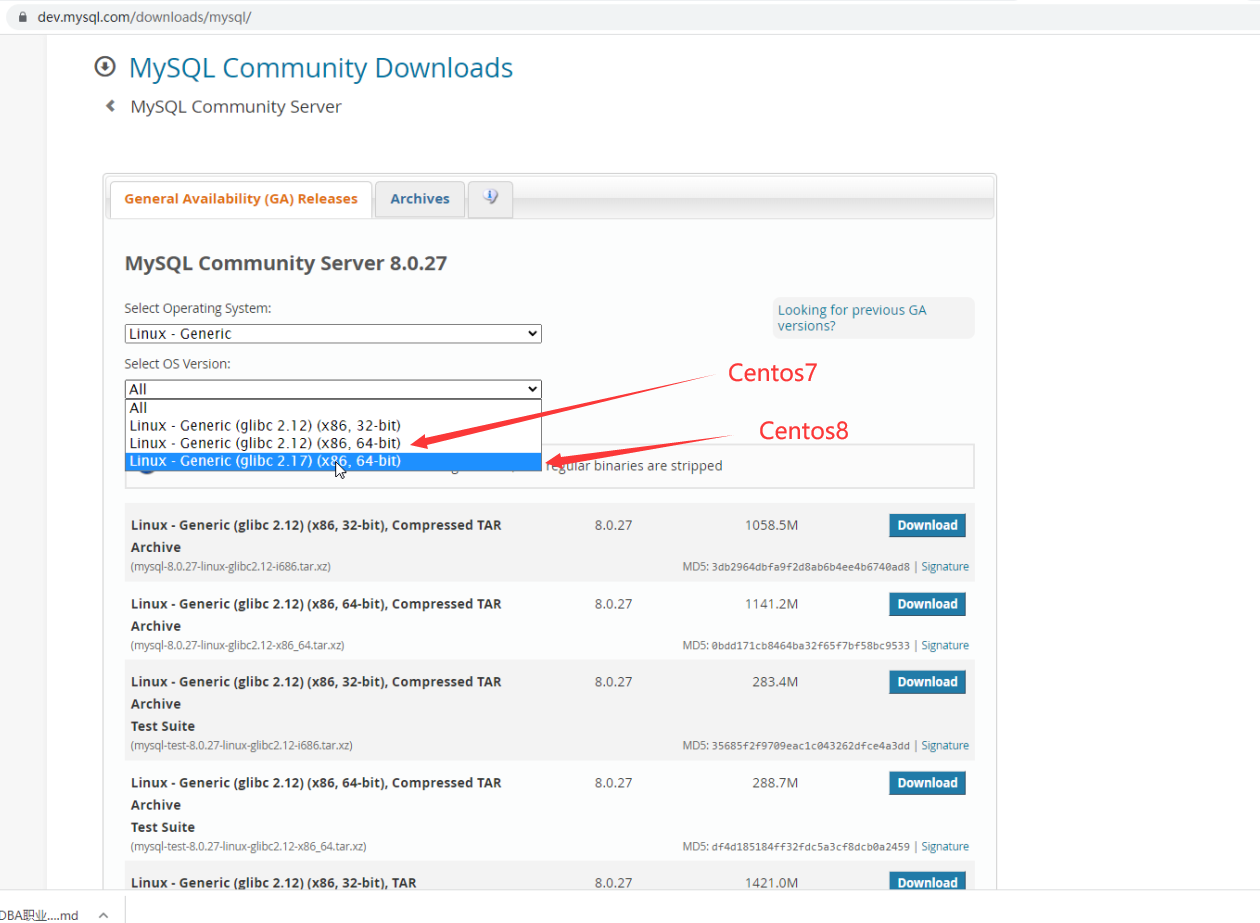 dev.mysql.com/downloads/mysql/
MySQL Community Downloads
MySQL Community Server
General Availability (GA) Releases
Archives
MySQL Community Server 8.0.27
Select Operating System:
Looking for previous GA
versions?
Linux - Generic
Select OS Version:
All
Centos7
All
Linux - Generic (glibc 2.12) (x86, 32-bit)
Centos8
Linux - Generic (glibc 2.12) (x86, 64-bit)
Linux - Generic (glibc 2.17) (x86, 64-bit)
regular binaries are stripped
Linux - Generic (glibc 2.12) (x86, 32-bit), Compressed TAR 8.0.27 1058.5M Download
Archive
(mysql-8.0.27-linux-glibc2.12-i686.tar.xz) MD5: 3db2964dbfa9f2d8ab6b4ee4b6740ad8 | Signature
Linux - Generic (glibc 2.12) (x86, 64-bit), Compressed TAR 8.0.27 1141.2M Download
Archive
(mysql-8.0.27-linux-glibc2.12-x86_64.tar.xz) MD5: 0bdd171cb8464ba32f65f7bf58bc9533 | Signature
Linux - Generic (glibc 2.12) (x86, 32-bit), Compressed TAR 8.0.27 283.4M Download
Archive
Test Suite
(mysql-test-8.0.27-linux-glibc2.12-i686.tar.xz) MD5: 35685f2f9709eac1c043262dfce4a3dd | Signature
Linux - Generic (glibc 2.12) (x86, 64-bit), Compressed TAR 8.0.27 288.7M Download
Archive
Test Suite
(mysql-test-8.0.27-linux-glibc2.12-x86_64.tar.xz) MD5: df4d185184ff32fdc5a3cf8dcb0a2459 | Signature
Linux - Generic (glibc 2.12) (x86, 32-bit), TAR 8.0.27 1421.0M Download
DBA职业....md